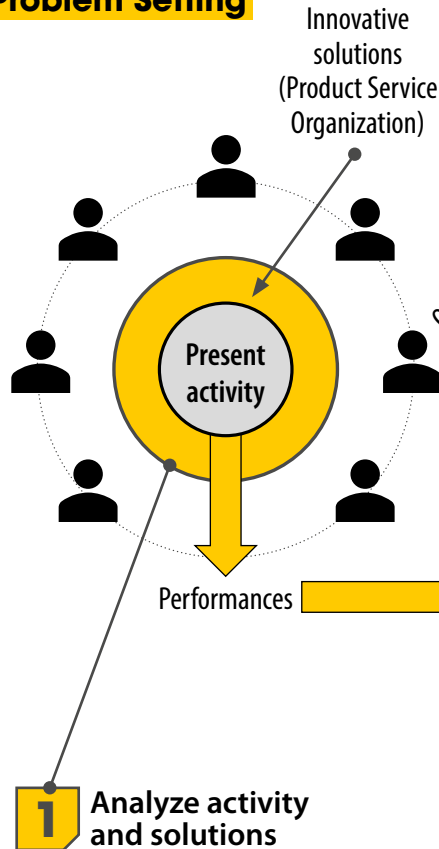 Problem Setting
Innovative
solutions
(Product Service
Organization)
Present
activity
Performances
1
Analyze activity
and solutions